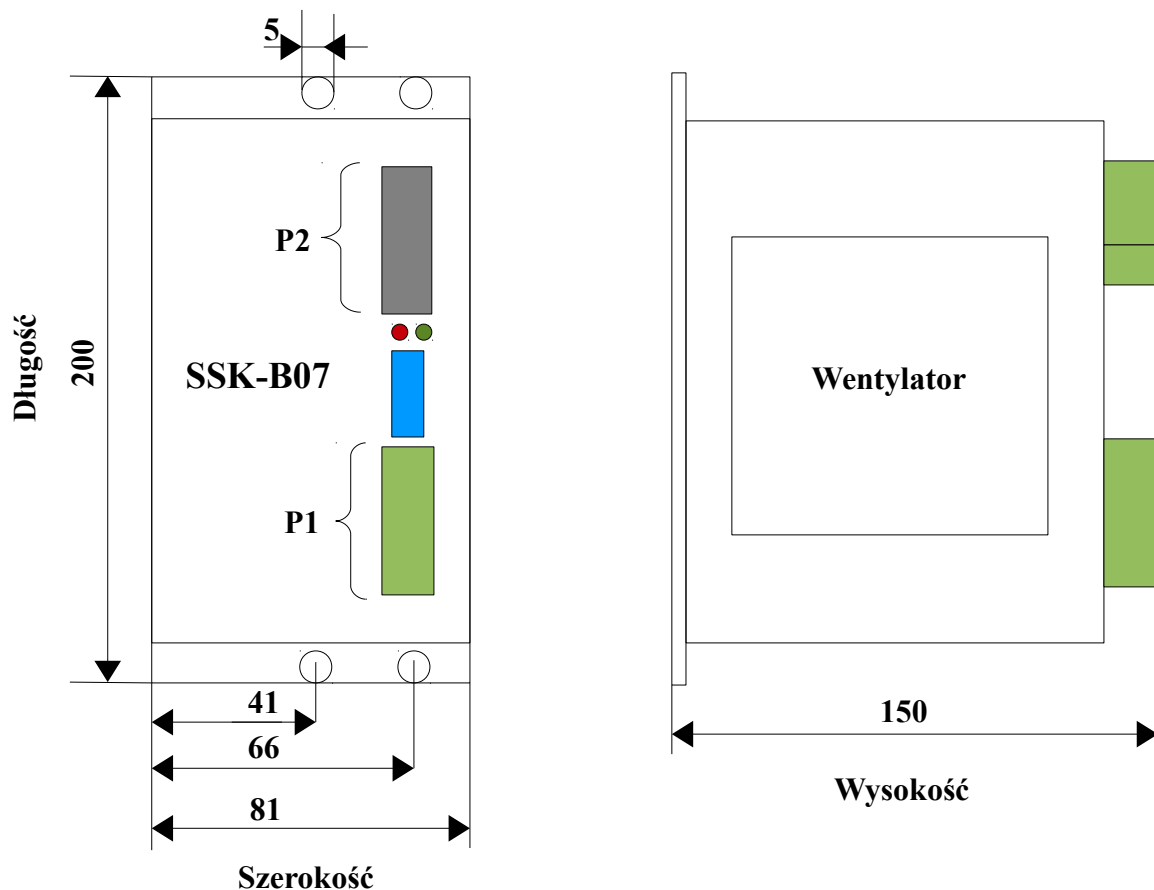 5
P2
Długość
200
SSK-B07
P1
41
66
81
Szerokość
Wentylator
150
Wysokość